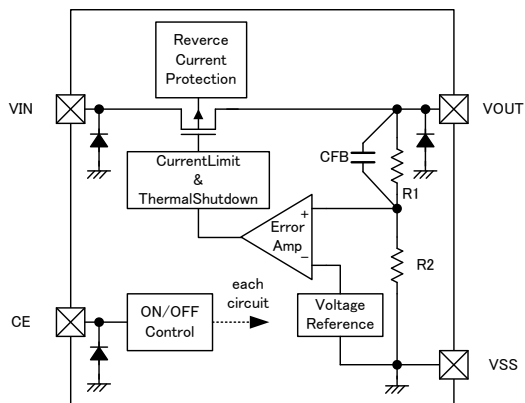 Reverce
Current
Protection
VIN
VOUT
CFB
R1
CurrentLimit
&
ThermalShutdown
+
Error
Amp
−
R2
each
circuit
CE
ON/OFF
Control
Voltage
Reference
VSS